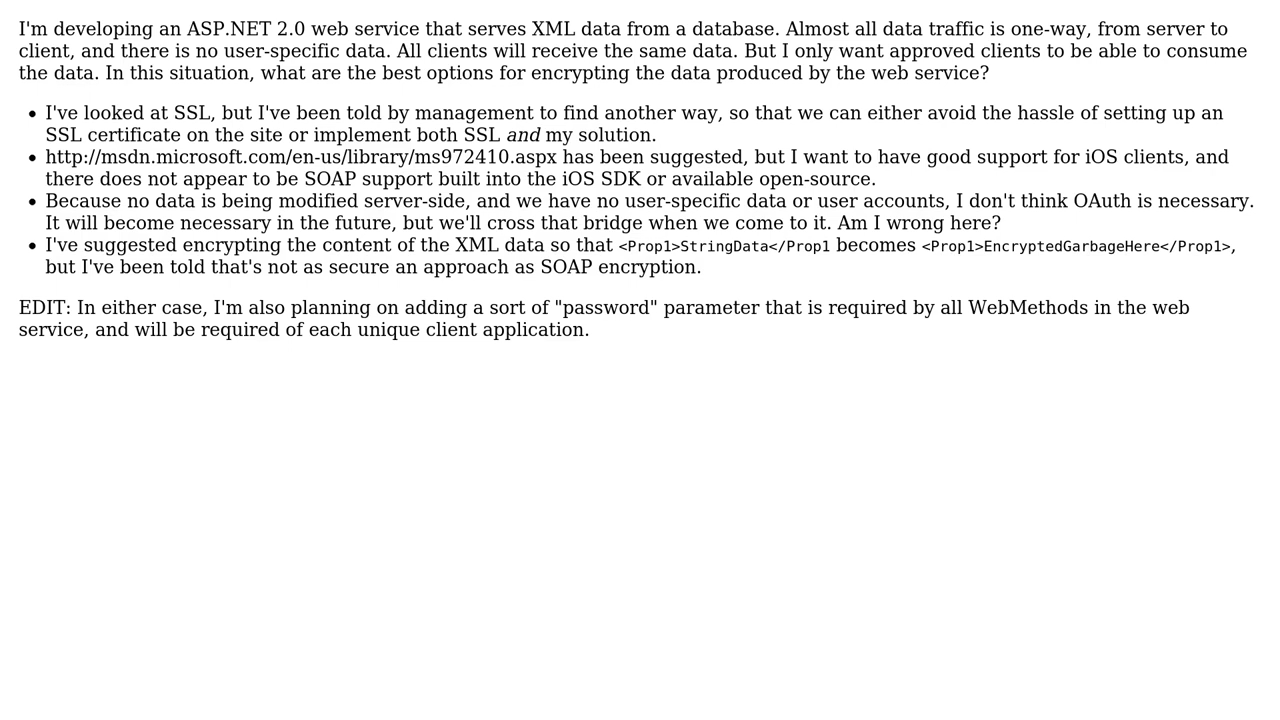 I'm developing an ASP.NET 2.0 web service that serves XML data from a database. Almost all data traffic is one-way, from server to
client, and there is no user-specific data. All clients will receive the same data. But I only want approved clients to be able to consume
the data. In this situation, what are the best options for encrypting the data produced by the web service?
• I've looked at SSL, but I've been told by management to find another way, so that we can either avoid the hassle of setting up an
SSL certificate on the site or implement both SSL and my solution.
• http://msdn.microsoft.com/en-us/library/ms972410.aspx has been suggested, but I want to have good support for iOS clients, and
there does not appear to be SOAP support built into the iOS SDK or available open-source.
• Because no data is being modified server-side, and we have no user-specific data or user accounts, I don't think OAuth is necessary.
It will become necessary in the future, but we'll cross that bridge when we come to it. Am I wrong here?
• I've suggested encrypting the content of the XML data so that <Prop1>StringData</Prop1 becomes <Prop1>EncryptedGarbageHere</Prop1>,
but I've been told that's not as secure an approach as SOAP encryption.
EDIT: In either case, I'm also planning on adding a sort of "password" parameter that is required by all WebMethods in the web
service, and will be required of each unique client application.